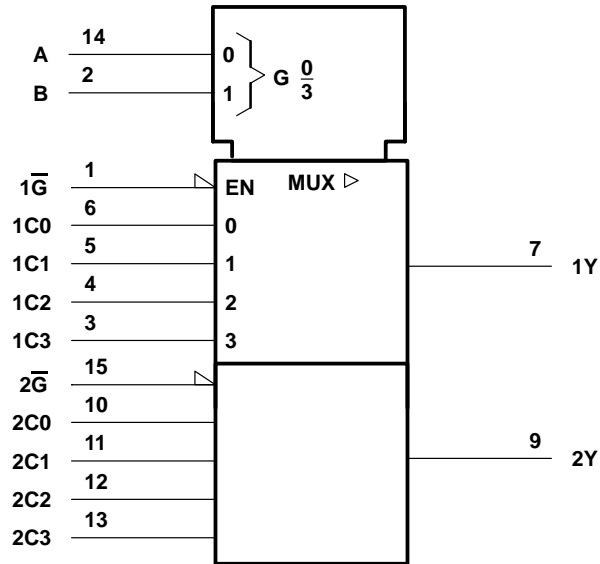 A 14 0
B 2 1 G 0/3
1G̅ 1 EN MUX ▷
1C0 6 0
1C1 5 1
7 1Y
1C2 4 2
1C3 3 3
2G̅ 15
2C0 10
2C1 11
9 2Y
2C2 12
2C3 13